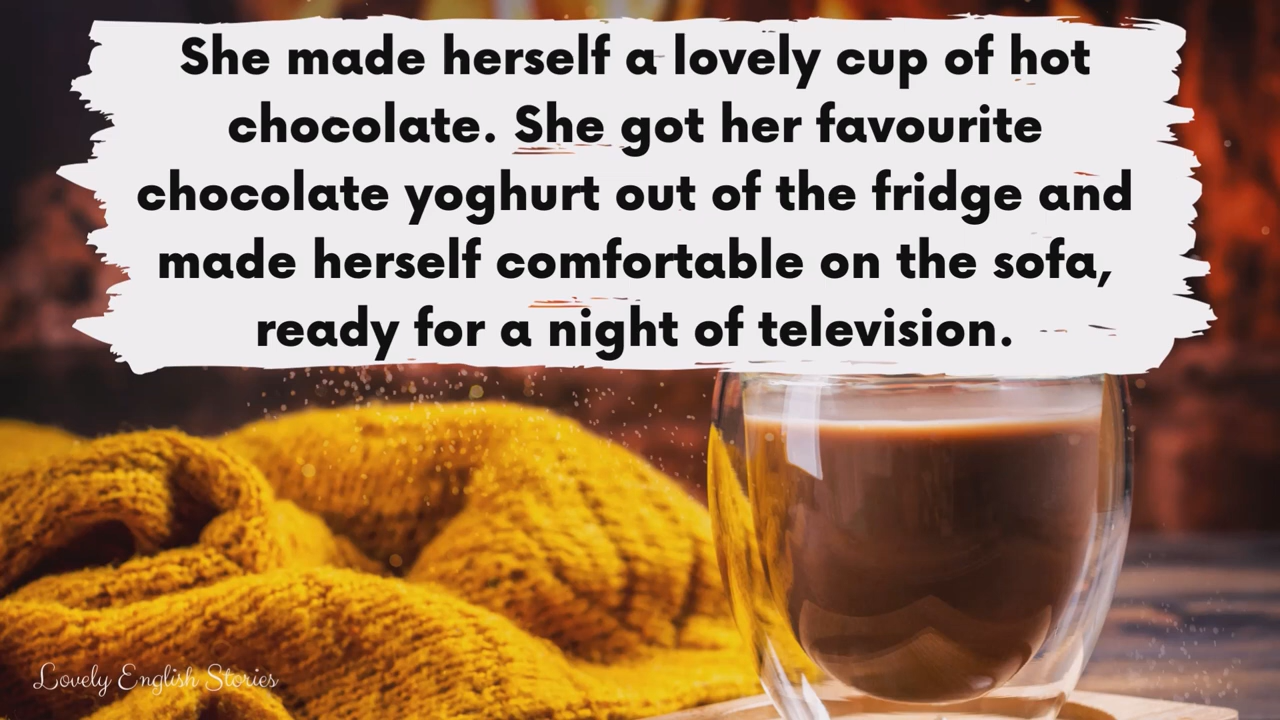 She made herself a lovely cup of hot
chocolate. She got her favourite
chocolate yoghurt out of the fridge and
made herself comfortable on the sofa,
ready for a night of television.
Lovely English Stories